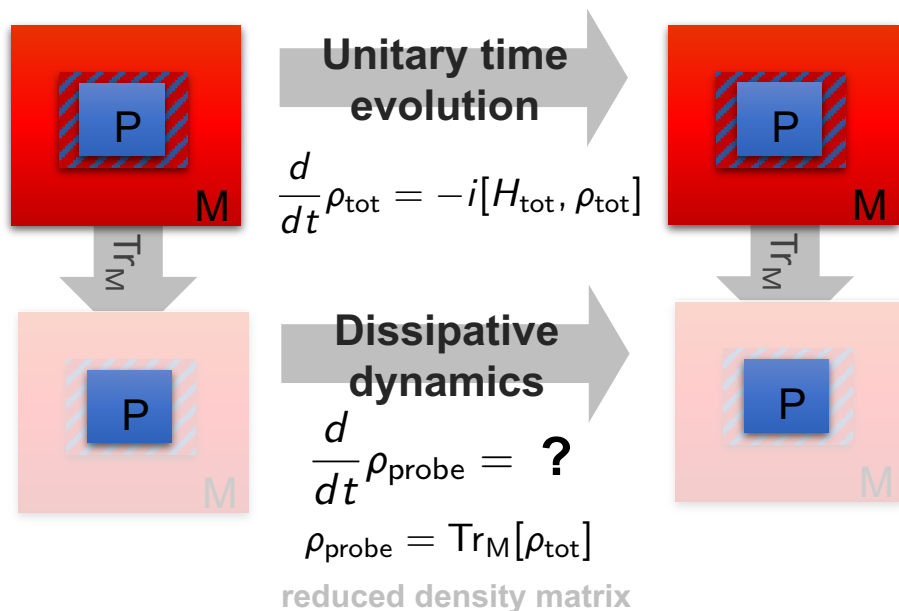 Unitary time
evolution
P
M
d/dt ρ_tot = −i[H_tot, ρ_tot]
P
M
Tr_M
Tr_M
Dissipative
dynamics
P
M
d/dt ρ_probe = ?
P
M
ρ_probe = Tr_M[ρ_tot]
reduced density matrix